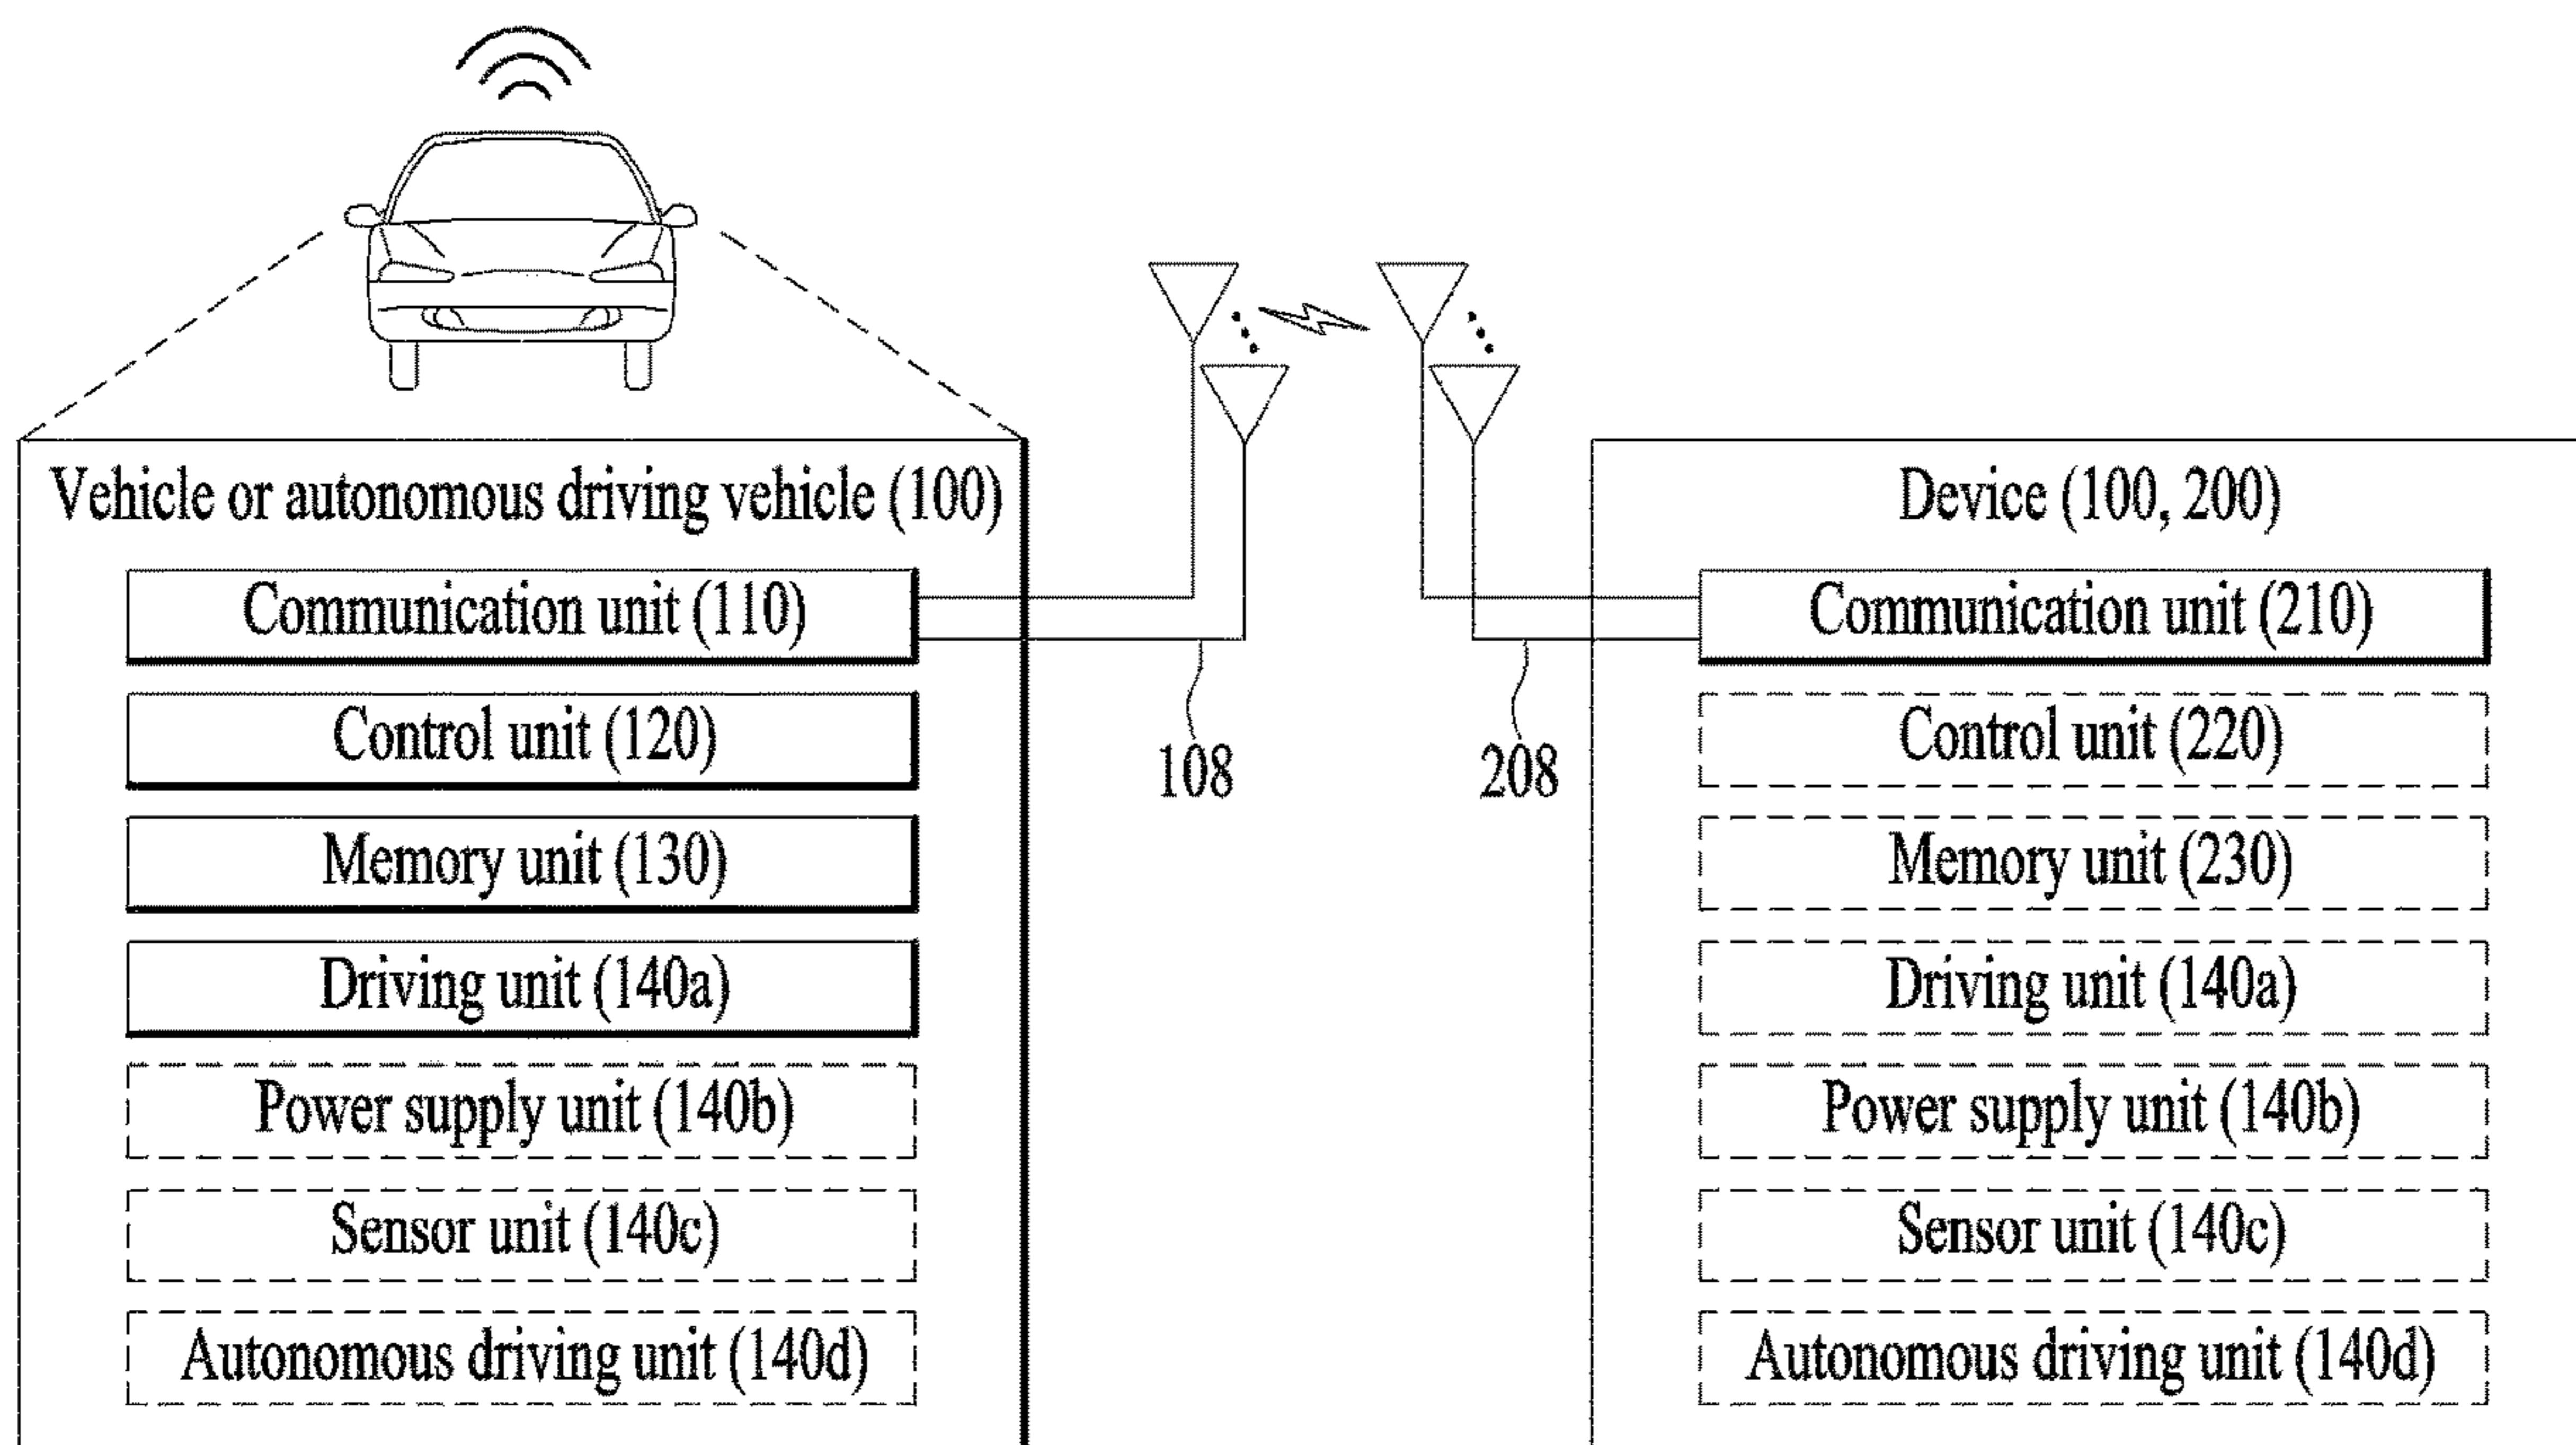 Vehicle or autonomous driving vehicle (100)
Communication unit (110)
Control unit (120)
Memory unit (130)
Driving unit (140a)
Power supply unit (140b)
Sensor unit (140c)
Autonomous driving unit (140d)
108
208
Device (100, 200)
Communication unit (210)
Control unit (220)
Memory unit (230)
Driving unit (140a)
Power supply unit (140b)
Sensor unit (140c)
Autonomous driving unit (140d)